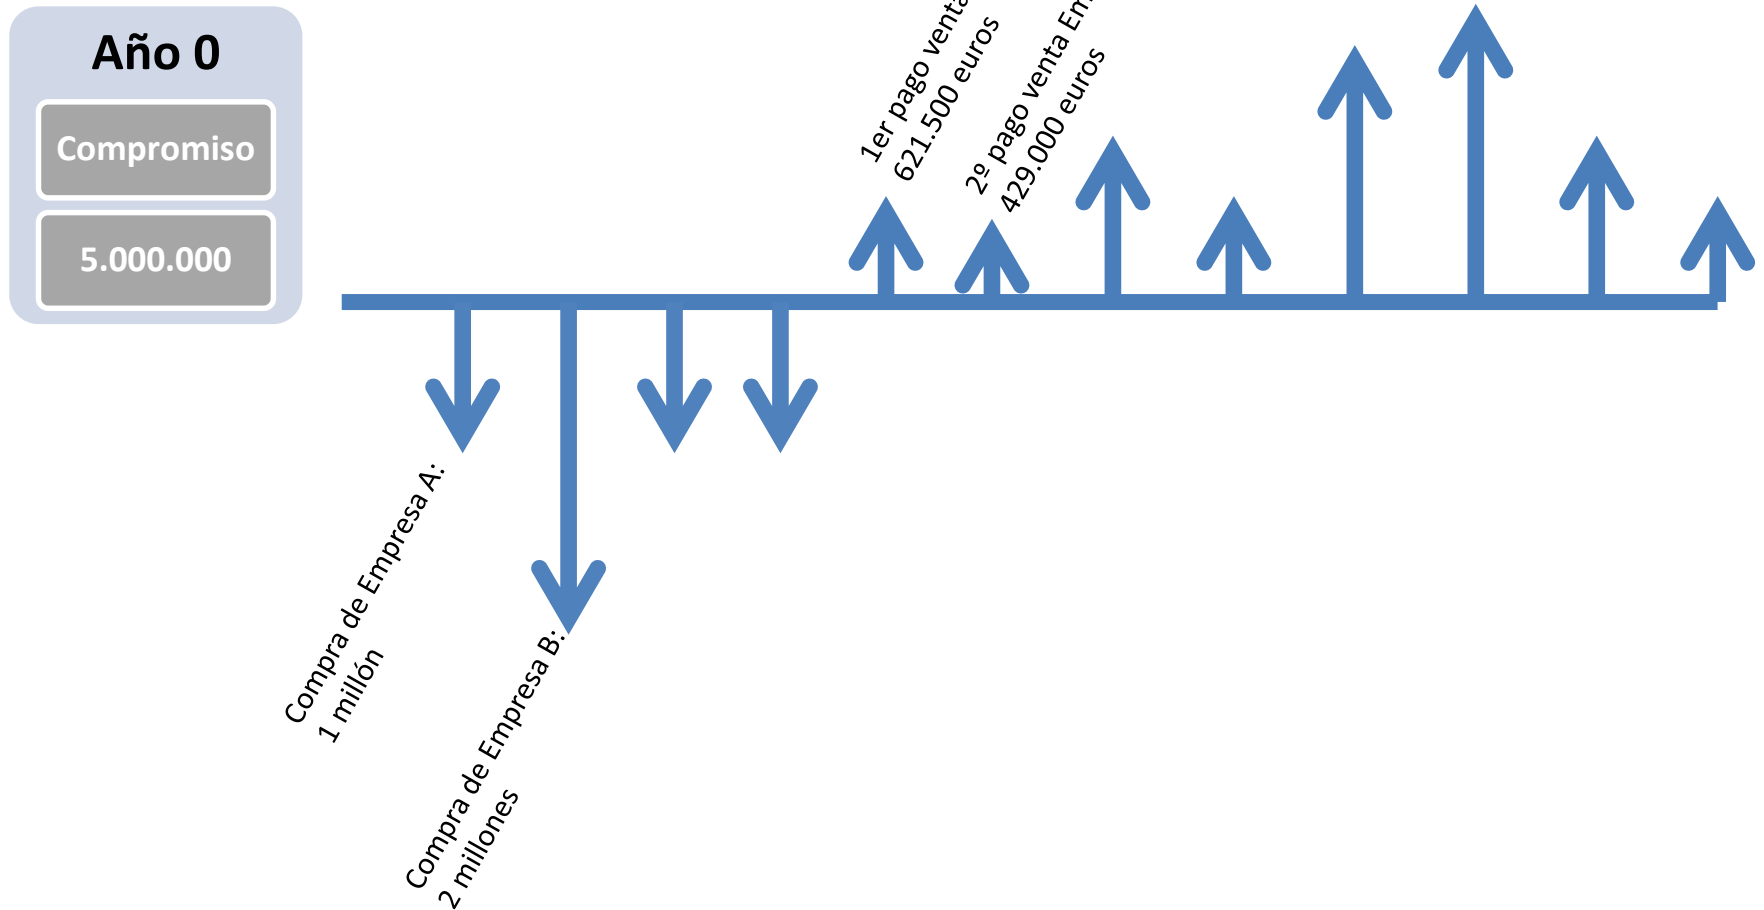 Año 0
Compromiso
5.000.000
1er pago venta
621.500 euros
2º pago venta Em
429.000 euros
Compra de Empresa A:
1 millón
Compra de Empresa B:
2 millones